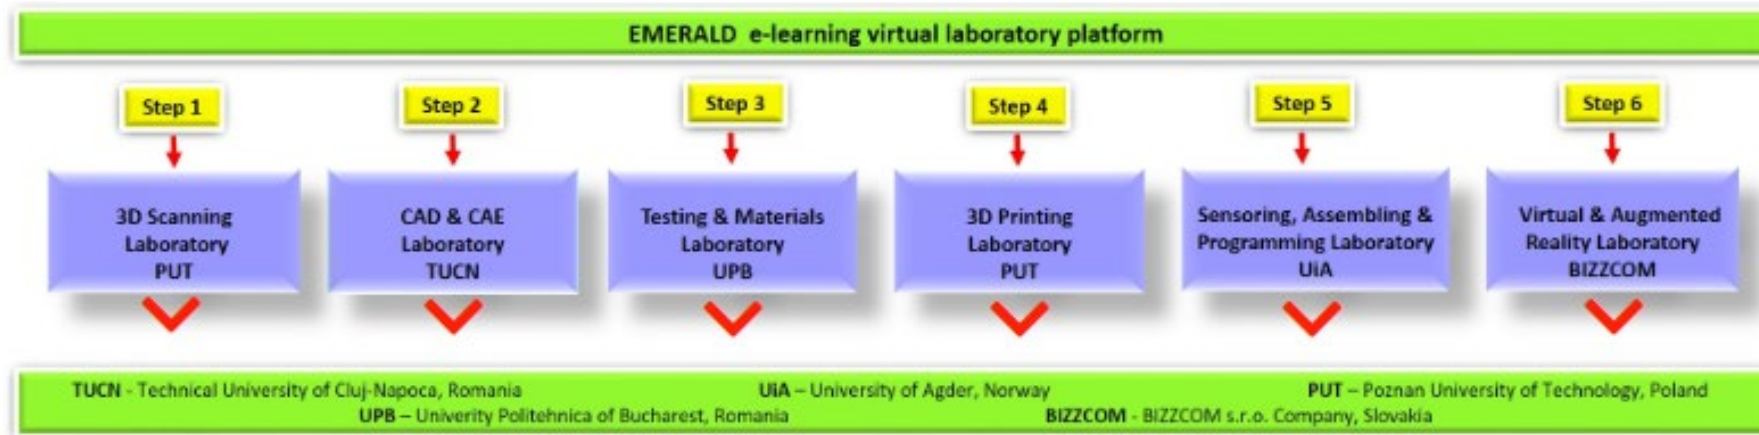 EMERALD e-learning virtual laboratory platform
Step 1
Step 2
Step 3
Step 4
Step 5
Step 6
3D Scanning
Laboratory
PUT
CAD & CAE
Laboratory
TUCN
Testing & Materials
Laboratory
UPB
3D Printing
Laboratory
PUT
Sensoring, Assembling &
Programming Laboratory
UiA
Virtual & Augmented
Reality Laboratory
BIZZCOM
TUCN - Technical University of Cluj-Napoca, Romania
UiA – University of Agder, Norway
PUT – Poznan University of Technology, Poland
UPB – Univerity Politehnica of Bucharest, Romania
BIZZCOM - BIZZCOM s.r.o. Company, Slovakia